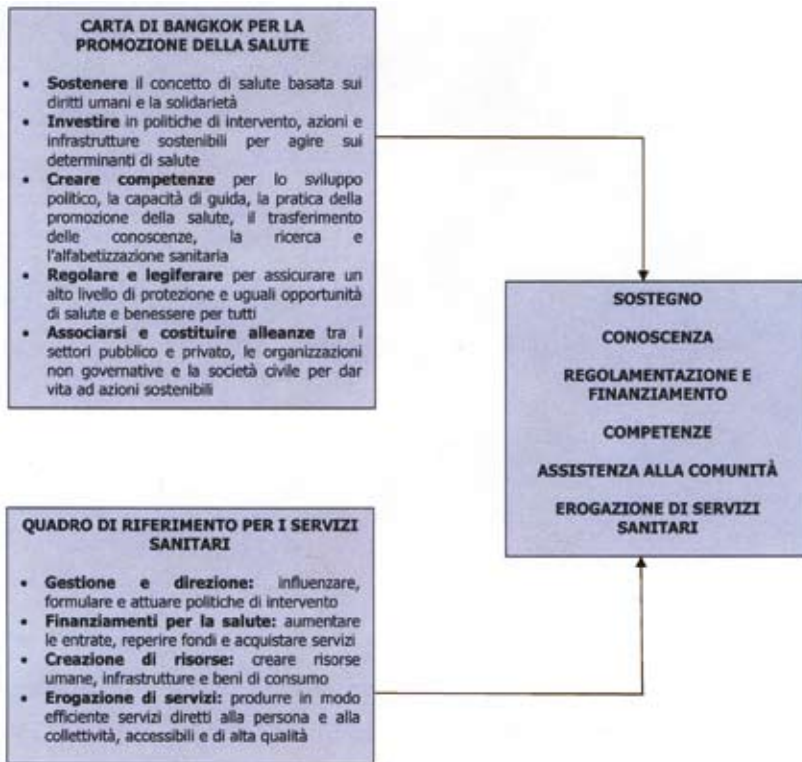 CARTA DI BANGKOK PER LA
PROMOZIONE DELLA SALUTE
• Sostenere il concetto di salute basata sui
diritti umani e la solidarietà
• Investire in politiche di intervento, azioni e
infrastrutture sostenibili per agire sui
determinanti di salute
• Creare competenze per lo sviluppo
politico, la capacità di guida, la pratica della
promozione della salute, il trasferimento
delle conoscenze, la ricerca e
l'alfabetizzazione sanitaria
• Regolare e legiferare per assicurare un
alto livello di protezione e uguali opportunità
di salute e benessere per tutti
• Associarsi e costituire alleanze tra i
settori pubblico e privato, le organizzazioni
non governative e la società civile per dar
vita ad azioni sostenibili
SOSTEGNO
CONOSCENZA
REGOLAMENTAZIONE E
FINANZIAMENTO
COMPETENZE
ASSISTENZA ALLA COMUNITÀ
EROGAZIONE DI SERVIZI
SANITARI
QUADRO DI RIFERIMENTO PER I SERVIZI
SANITARI
• Gestione e direzione: influenzare,
formulare e attuare politiche di intervento
• Finanziamenti per la salute: aumentare
le entrate, reperire fondi e acquistare servizi
• Creazione di risorse: creare risorse
umane, infrastrutture e beni di consumo
• Erogazione di servizi: produrre in modo
efficiente servizi diretti alla persona e alla
collettività, accessibili e di alta qualità